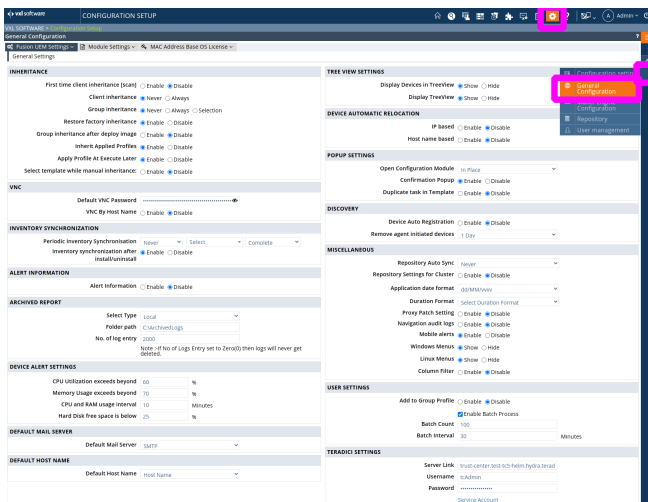 vxl software
CONFIGURATION SETUP
Admin
VXL SOFTWARE > Configuration Setup
General Configuration
?
Fusion UEM Settings
Module Settings
MAC Address Base OS License
General Settings
Configuration settings
General Configuration
Configuration
Repository
User management
INHERITANCE
First time client inheritance (scan) Enable Disable
Client inheritance Never Always
Group inheritance Never Always Selection
Restore factory inheritance Enable Disable
Group inheritance after deploy image Enable Disable
Inherit Applied Profiles Enable Disable
Apply Profile At Execute Later Enable Disable
Select template while manual inheritance: Enable Disable
VNC
Default VNC Password
VNC By Host Name Enable Disable
INVENTORY SYNCHRONIZATION
Periodic Inventory Synchronisation Never Select Complete
Inventory synchronization after install/uninstall Enable Disable
ALERT INFORMATION
Alert Information Enable Disable
ARCHIVED REPORT
Select Type Local
Folder path C:\ArchivedLogs
No. of log entry 2000
Note :-If No of Logs Entry set to Zero(0) then logs will never get
deleted.
DEVICE ALERT SETTINGS
CPU Utilization exceeds beyond 60 %
Memory Usage exceeds beyond 70 %
CPU and RAM usage interval 10 Minutes
Hard Disk free space is below 25 %
DEFAULT MAIL SERVER
Default Mail Server SMTP
DEFAULT HOST NAME
Default Host Name Host Name
TREE VIEW SETTINGS
Display Devices in TreeView Show Hide
Display TreeView Show Hide
DEVICE AUTOMATIC RELOCATION
IP based Enable Disable
Host name based Enable Disable
POPUP SETTINGS
Open Configuration Module In Place
Confirmation Popup Enable Disable
Duplicate task in Template Enable Disable
DISCOVERY
Device Auto Registration Enable Disable
Remove agent initiated devices 1 Day
MISCELLANEOUS
Repository Auto Sync Never
Repository Settings for Cluster Enable Disable
Application date format dd/MM/yyyy
Duration Format Select Duration Format
Proxy Patch Setting Enable Disable
Navigation audit logs Enable Disable
Mobile alerts Enable Disable
Windows Menus Show Hide
Linux Menus Show Hide
Column Filter Enable Disable
USER SETTINGS
Add to Group Profile Enable Disable
Enable Batch Process
Batch Count 100
Batch Interval 30 Minutes
TERADICI SETTINGS
Server Link trust-center.test-tc5-helm.hydra.terad
Username tcAdmin
Password
Service Account